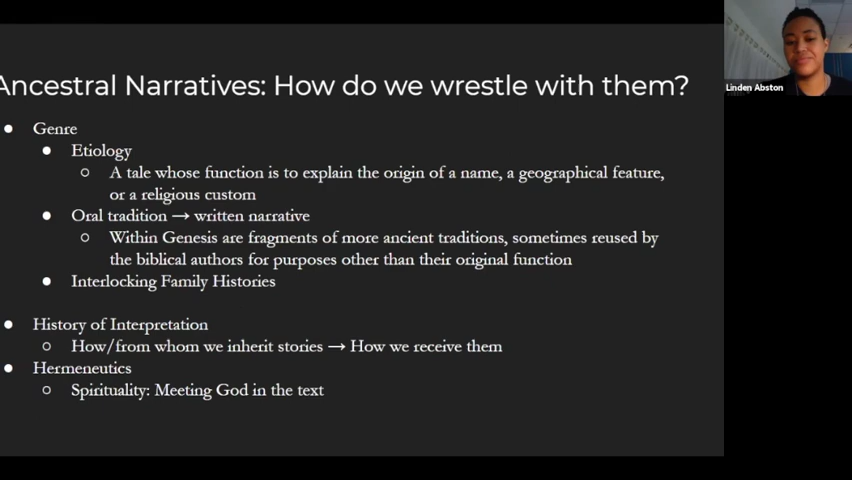 Ancestral Narratives: How do we wrestle with them?
Linden Abston
● Genre
● Etiology
○ A tale whose function is to explain the origin of a name, a geographical feature,
or a religious custom
● Oral tradition → written narrative
○ Within Genesis are fragments of more ancient traditions, sometimes reused by
the biblical authors for purposes other than their original function
● Interlocking Family Histories
● History of Interpretation
○ How/from whom we inherit stories → How we receive them
● Hermeneutics
○ Spirituality: Meeting God in the text